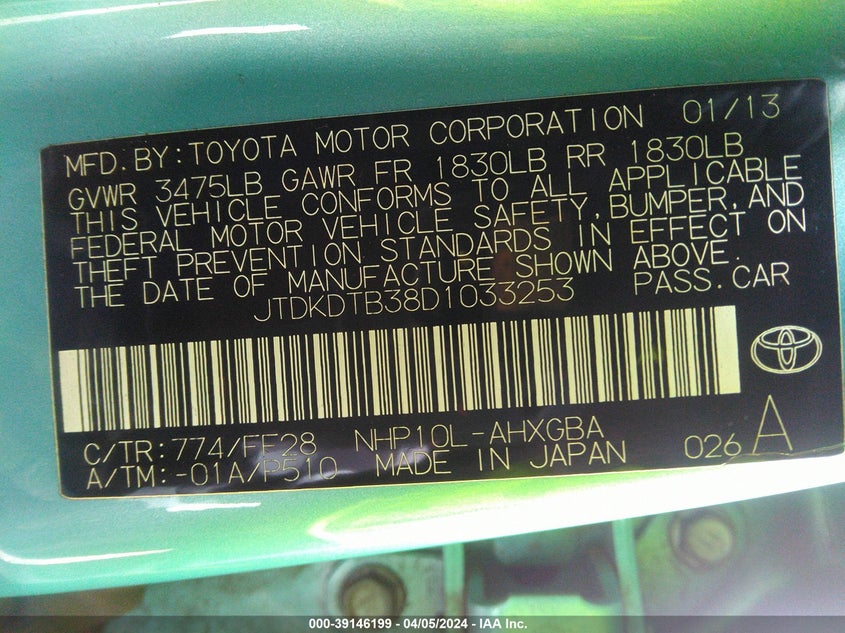 MFD. BY: TOYOTA MOTOR CORPORATION 01/13
GVWR 3475LB GAWR FR 1830LB RR 1830LB
THIS VEHICLE CONFORMS TO ALL APPLICABLE
FEDERAL MOTOR VEHICLE SAFETY, BUMPER, AND
THEFT PREVENTION STANDARDS IN EFFECT ON
THE DATE OF MANUFACTURE SHOWN ABOVE.
JTDKDTB38D1033253 PASS. CAR
C/TR: 774/FF28 NHP10L-AHXGBA
A/TM: -01A/P510 MADE IN JAPAN 026 A
000-39146199 - 04/05/2024 - IAA Inc.